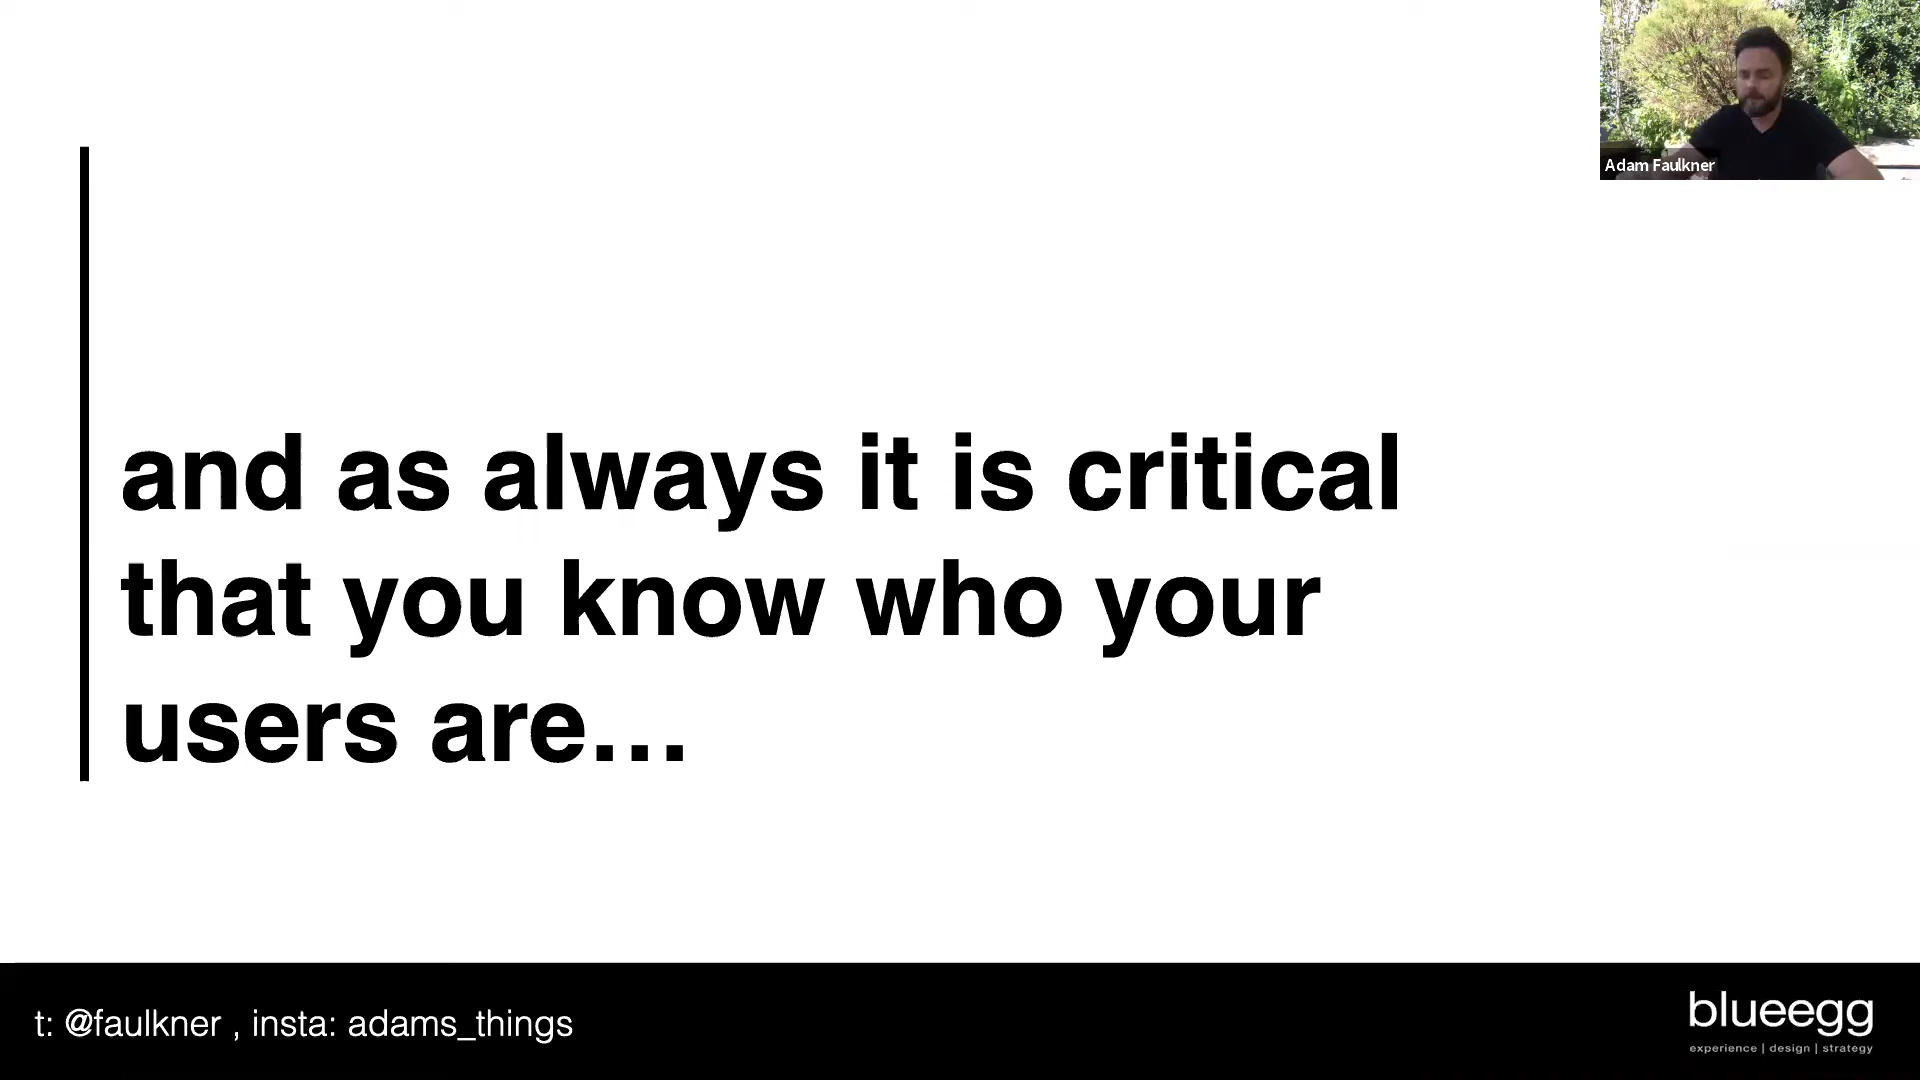 Adam Faulkner
and as always it is critical
that you know who your
users are…
t: @faulkner , insta: adams_things
blueegg
experience | design | strategy